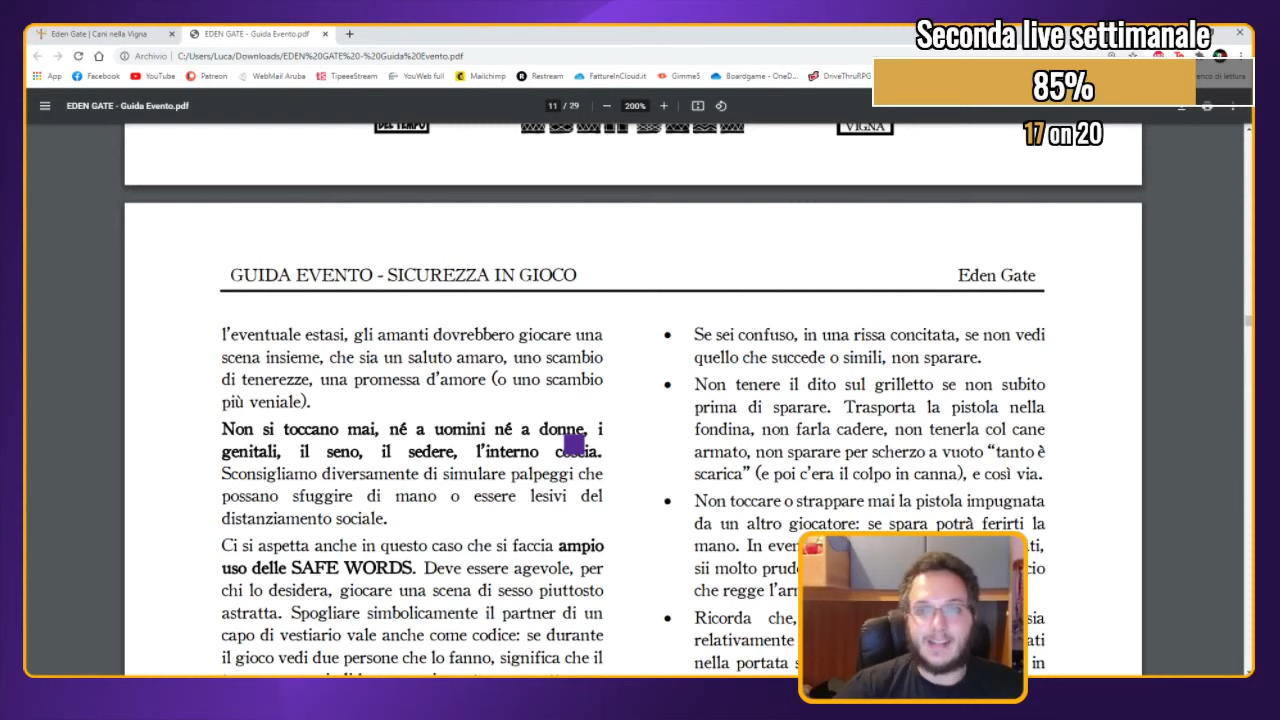 Seconda live settimanale
85%
17 on 20
Eden Gate | Cani nella Vigna
EDEN GATE - Guida Evento.pdf
Archivio
C:/Users/Luca/Downloads/EDEN%20GATE%20-%20Guida%20Evento.pdf
App Facebook YouTube Patreon WebMail Aruba TipeeeStream YouWeb full Mailchimp Restream FattureInCloud.it Gimme5 Boardgame - OneD... DriveThruRPG
EDEN GATE - Guida Evento.pdf
11 / 29
200%
DEL TEMPO
VIGNA
GUIDA EVENTO - SICUREZZA IN GIOCO
Eden Gate
l'eventuale estasi, gli amanti dovrebbero giocare una
scena insieme, che sia un saluto amaro, uno scambio
di tenerezze, una promessa d'amore (o uno scambio
più veniale).
Non si toccano mai, né a uomini né a donne, i
genitali, il seno, il sedere, l'interno
Sconsigliamo diversamente di simulare palpeggi che
possano sfuggire di mano o essere lesivi del
distanziamento sociale.
Ci si aspetta anche in questo caso che si faccia ampio
uso delle SAFE WORDS. Deve essere agevole, per
chi lo desidera, giocare una scena di sesso piuttosto
astratta. Spogliare simbolicamente il partner di un
capo di vestiario vale anche come codice: se durante
il gioco vedi due persone che lo fanno, significa che il
• Se sei confuso, in una rissa concitata, se non vedi
quello che succede o simili, non sparare.
• Non tenere il dito sul grilletto se non subito
prima di sparare. Trasporta la pistola nella
fondina, non farla cadere, non tenerla col cane
armato, non sparare per scherzo a vuoto “tanto è
scarica” (e poi c'era il colpo in canna), e così via.
• Non toccare o strappare mai la pistola impugnata
da un altro giocatore: se spara potrà ferirti la
mano. In
sii molto
che regge
• Ricorda che,
relativamente
nella portata